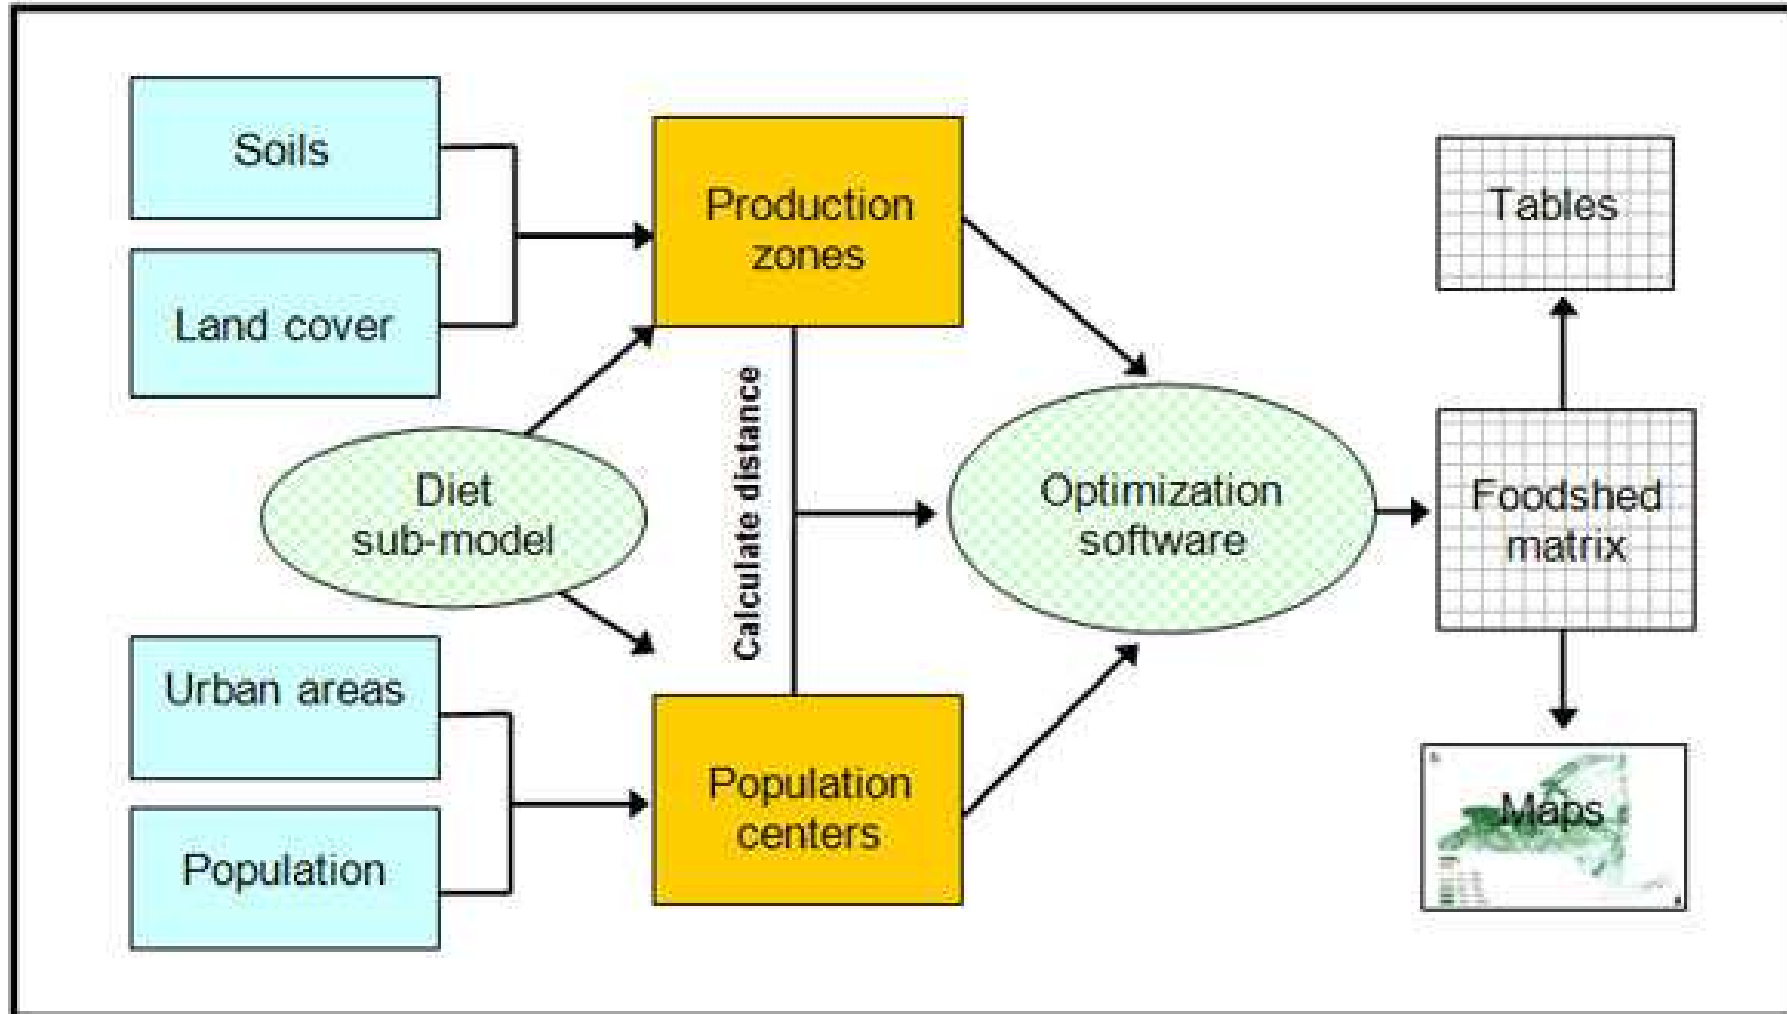 Soils
Land cover
Diet
sub-model
Urban areas
Population
Production
zones
Calculate distance
Population
centers
Optimization
software
Tables
Foodshed
matrix
Maps